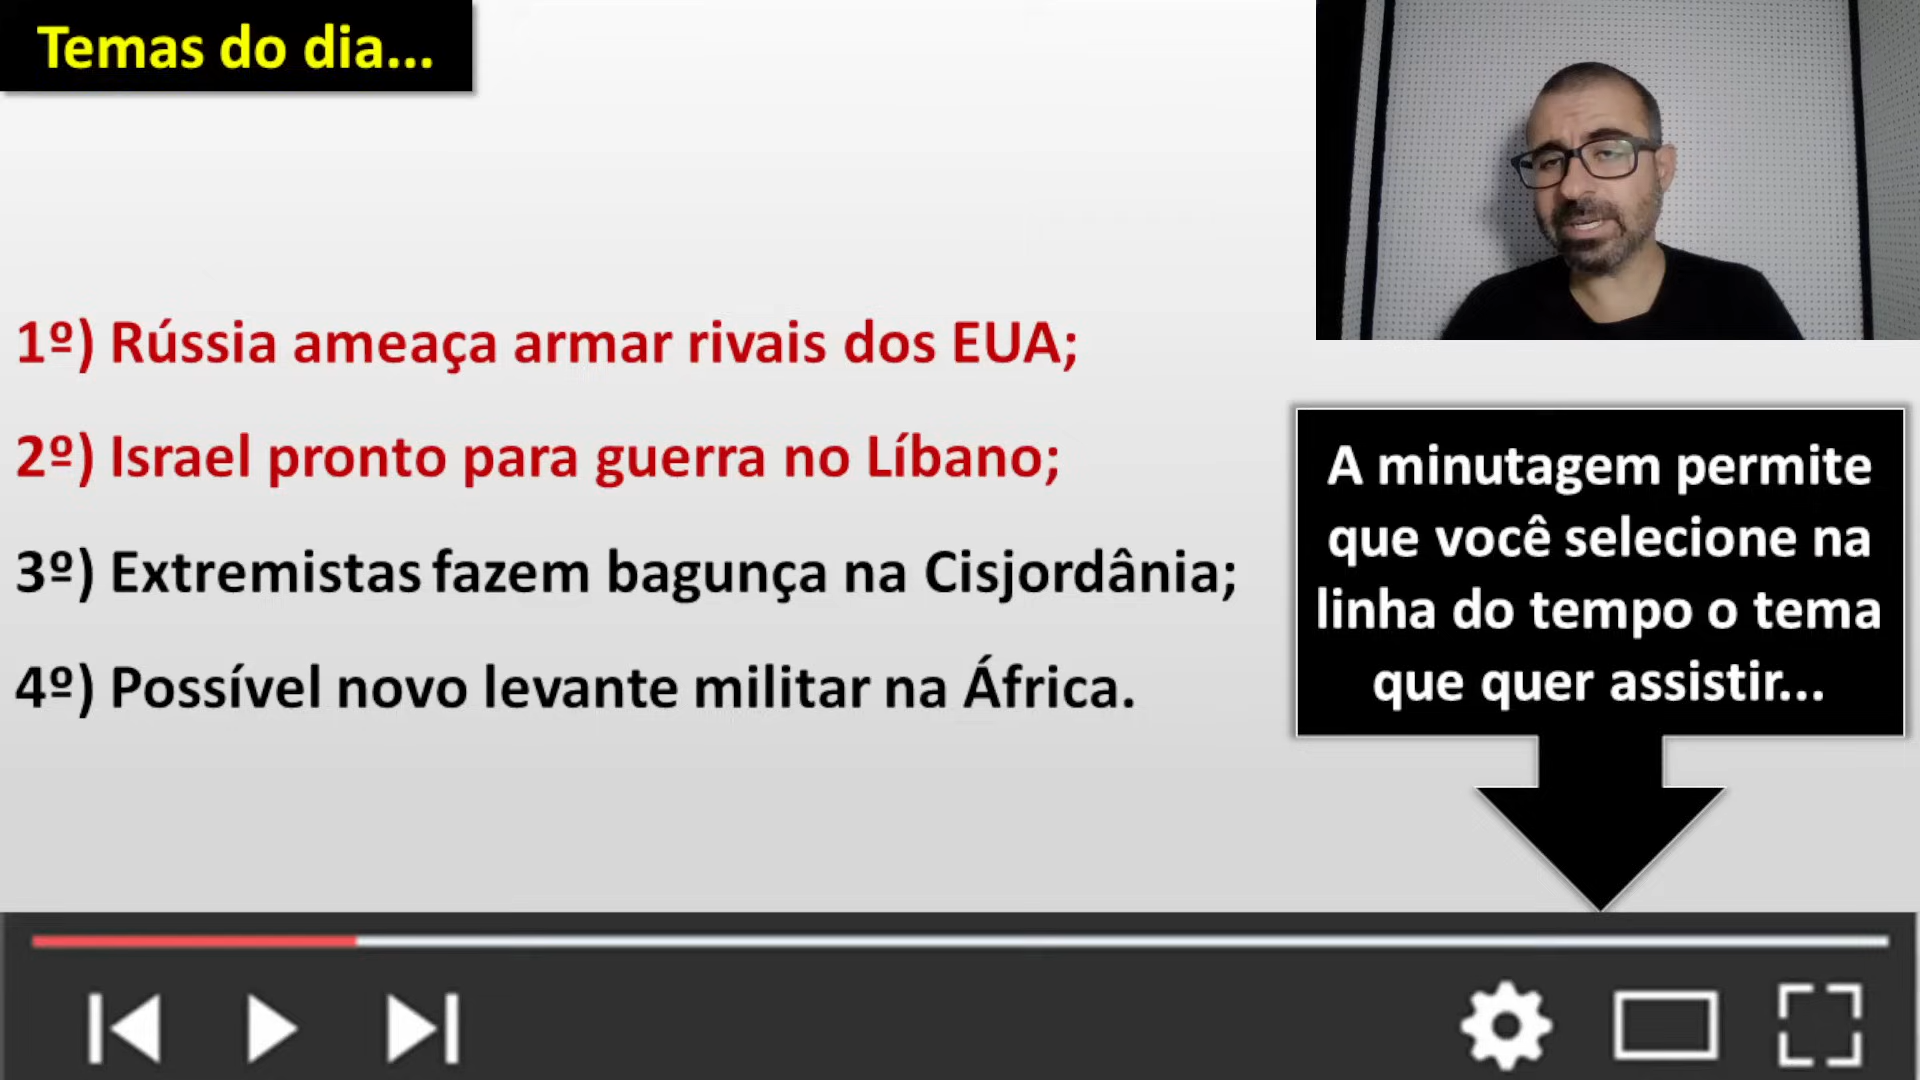 Temas do dia...
1º) Rússia ameaça armar rivais dos EUA;
2º) Israel pronto para guerra no Líbano;
3º) Extremistas fazem bagunça na Cisjordânia;
4º) Possível novo levante militar na África.
A minutagem permite
que você selecione na
linha do tempo o tema
que quer assistir...